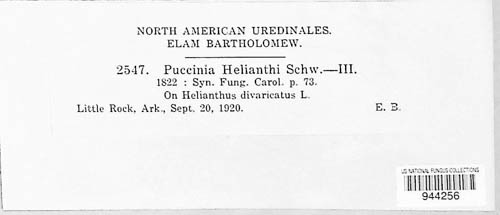 NORTH AMERICAN UREDINALES.
ELAM BARTHOLOMEW.
2547. Puccinia Helianthi Schw.—III.
1822 : Syn. Fung. Carol. p. 73.
On Helianthus divaricatus L.
Little Rock, Ark., Sept. 20, 1920. E. B.
US NATIONAL FUNGUS COLLECTIONS
944256